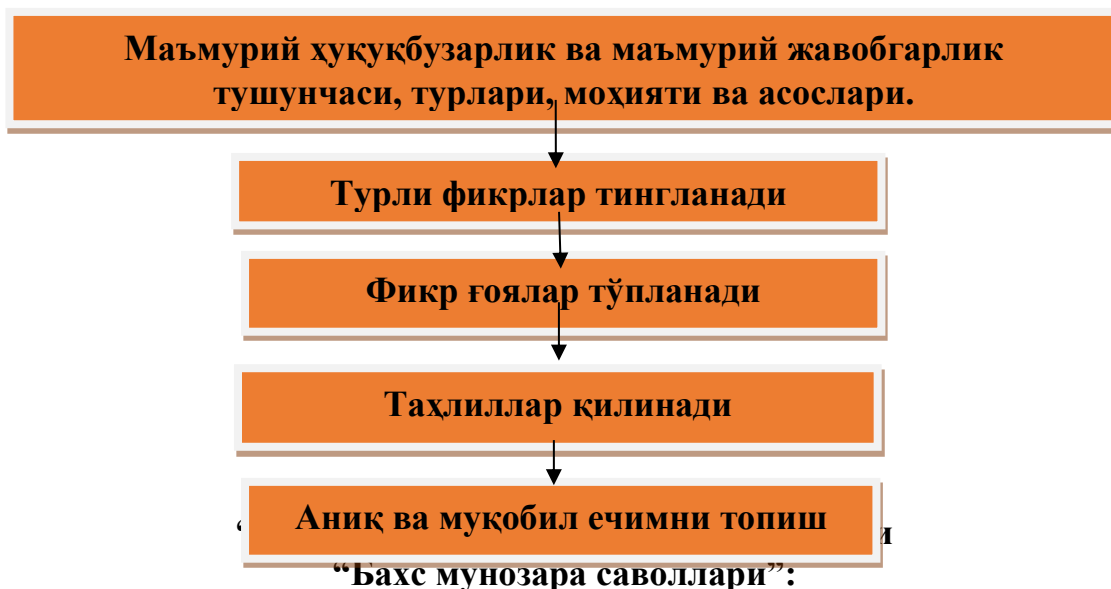 Маъмурий ҳуқуқбузарлик ва маъмурий жавобгарлик
тушунчаси, турлари, моҳияти ва асослари.
Турли фикрлар тингланади
Фикр ғоялар тўпланади
Таҳлиллар қилинади
Аниқ ва муқобил ечимни топиш
“Бахс мунозара саволлари”: